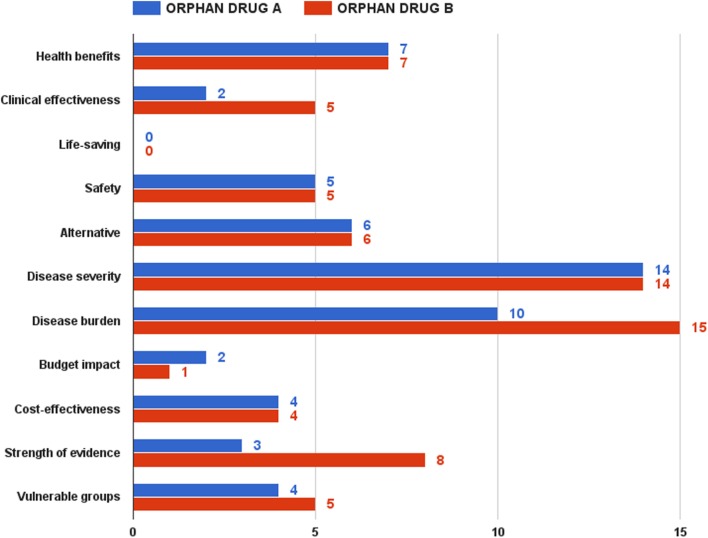 ORPHAN DRUG A ORPHAN DRUG B
Health benefits 7
7
Clinical effectiveness 2
5
Life-saving 0
0
Safety 5
5
Alternative 6
6
Disease severity 14
14
Disease burden 10
15
Budget impact 2
1
Cost-effectiveness 4
4
Strength of evidence 3
8
Vulnerable groups 4
5
0 5 10 15